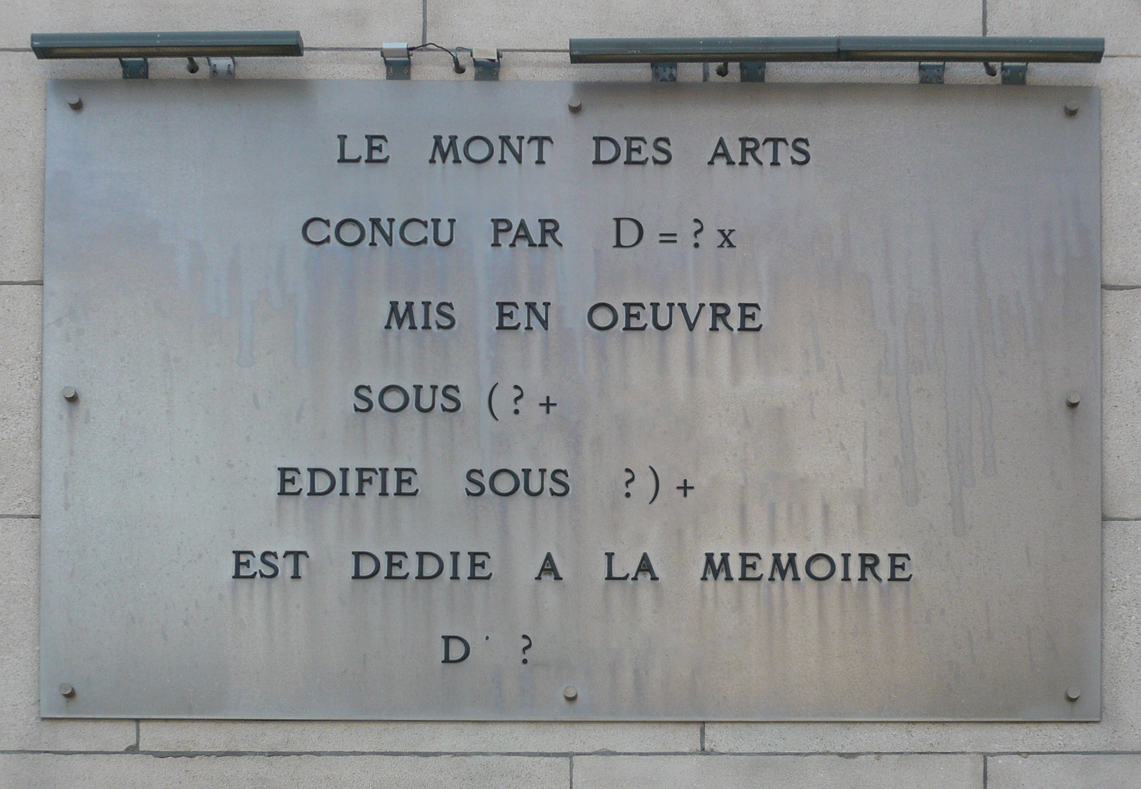 LE MONT DES ARTS
CONCU PAR D = ? x
MIS EN OEUVRE
SOUS ( ? +
EDIFIE SOUS ? ) +
EST DEDIE A LA MEMOIRE
D ' ?